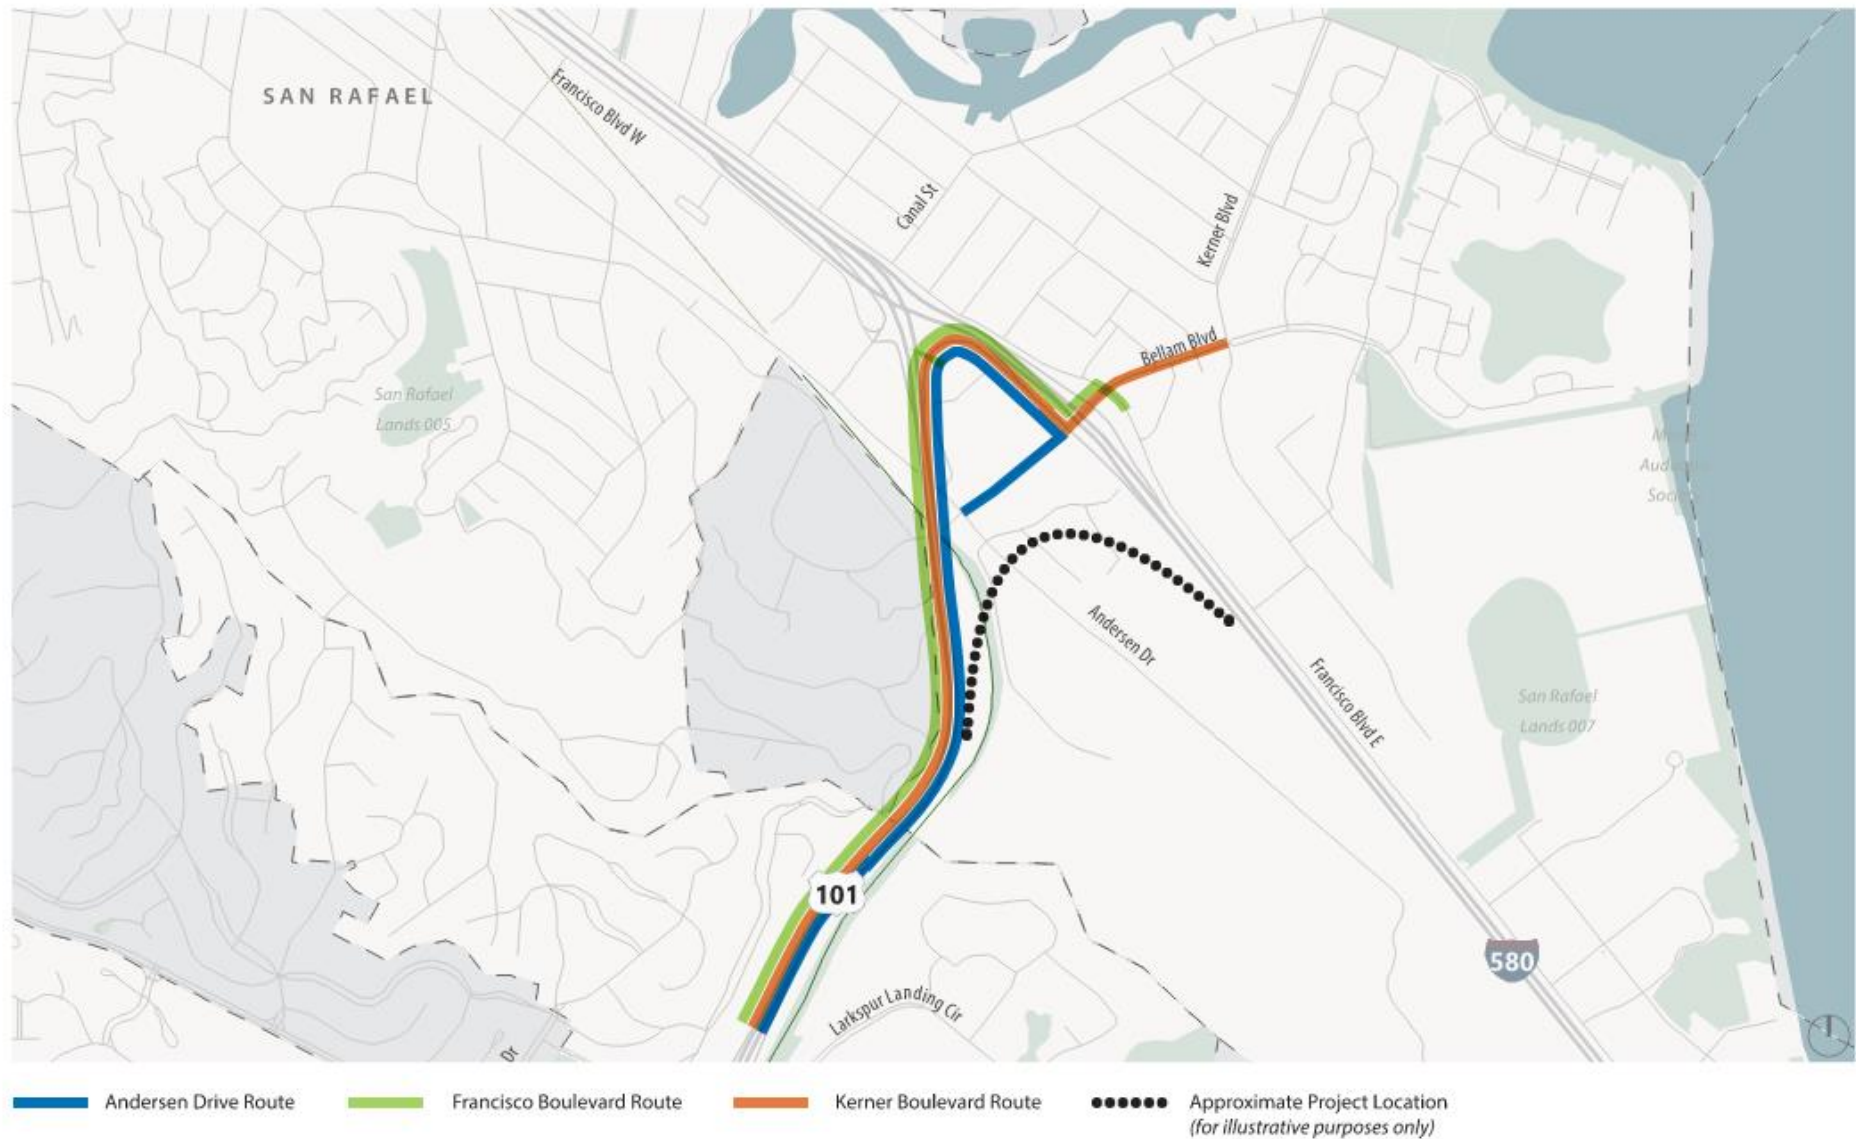 SAN RAFAEL
Francisco Blvd W
Canal St
Kerner Blvd
Bellam Blvd
San Rafael
Lands 005
Andersen Dr
Francisco Blvd E
San Rafael
Lands 007
101
580
Larkspur Landing Cir
Dr
Andersen Drive Route
Francisco Boulevard Route
Kerner Boulevard Route
Approximate Project Location
(for illustrative purposes only)